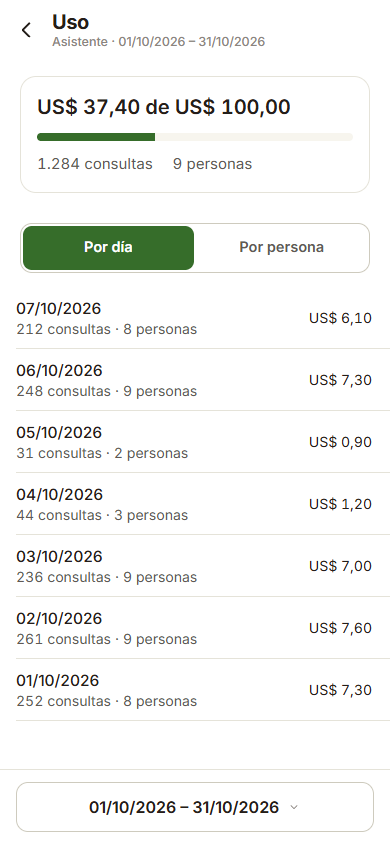 Uso
Asistente · 01/10/2026 – 31/10/2026
US$ 37,40 de US$ 100,00
1.284 consultas 9 personas
Por día Por persona
07/10/2026
212 consultas · 8 personas US$ 6,10
06/10/2026
248 consultas · 9 personas US$ 7,30
05/10/2026
31 consultas · 2 personas US$ 0,90
04/10/2026
44 consultas · 3 personas US$ 1,20
03/10/2026
236 consultas · 9 personas US$ 7,00
02/10/2026
261 consultas · 9 personas US$ 7,60
01/10/2026
252 consultas · 8 personas US$ 7,30
01/10/2026 – 31/10/2026